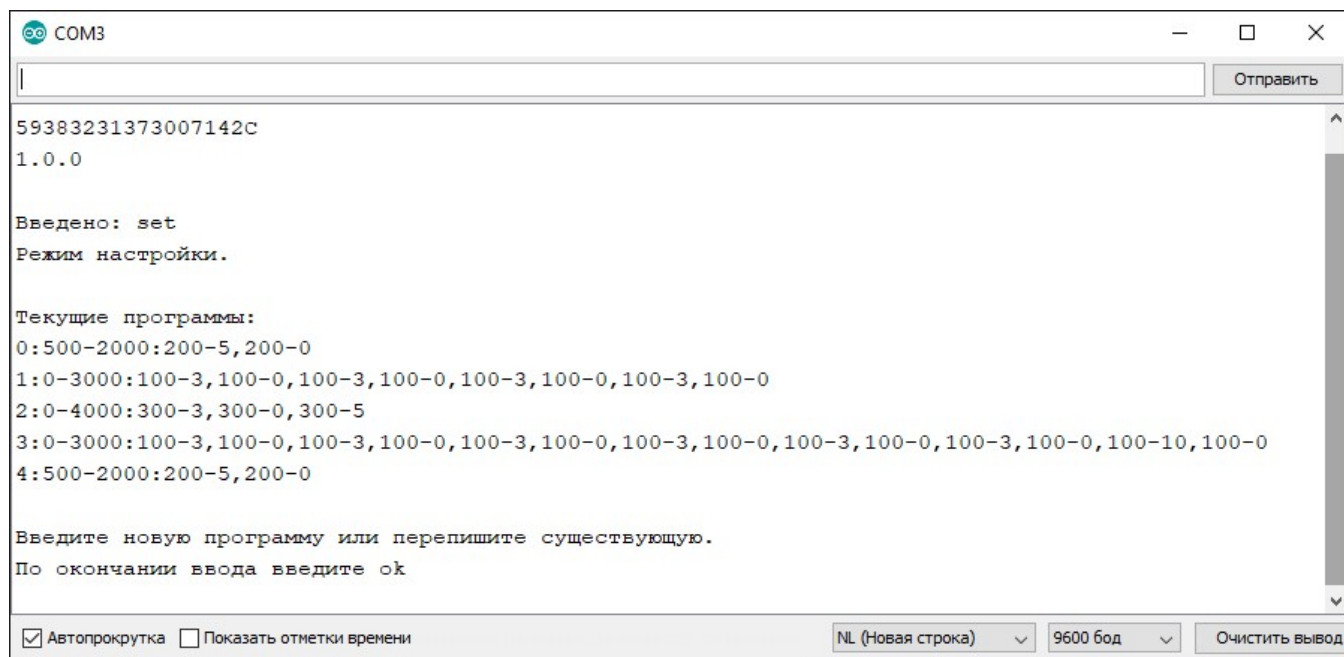 COM3
Отправить
59383231373007142C
1.0.0
Введено: set
Режим настройки.
Текущие программы:
0:500-2000:200-5,200-0
1:0-3000:100-3,100-0,100-3,100-0,100-3,100-0,100-3,100-0
2:0-4000:300-3,300-0,300-5
3:0-3000:100-3,100-0,100-3,100-0,100-3,100-0,100-3,100-0,100-3,100-0,100-3,100-0,100-10,100-0
4:500-2000:200-5,200-0
Введите новую программу или перепишите существующую.
По окончании ввода введите ok
Автопрокрутка Показать отметки времени NL (Новая строка) 9600 бод Очистить вывод